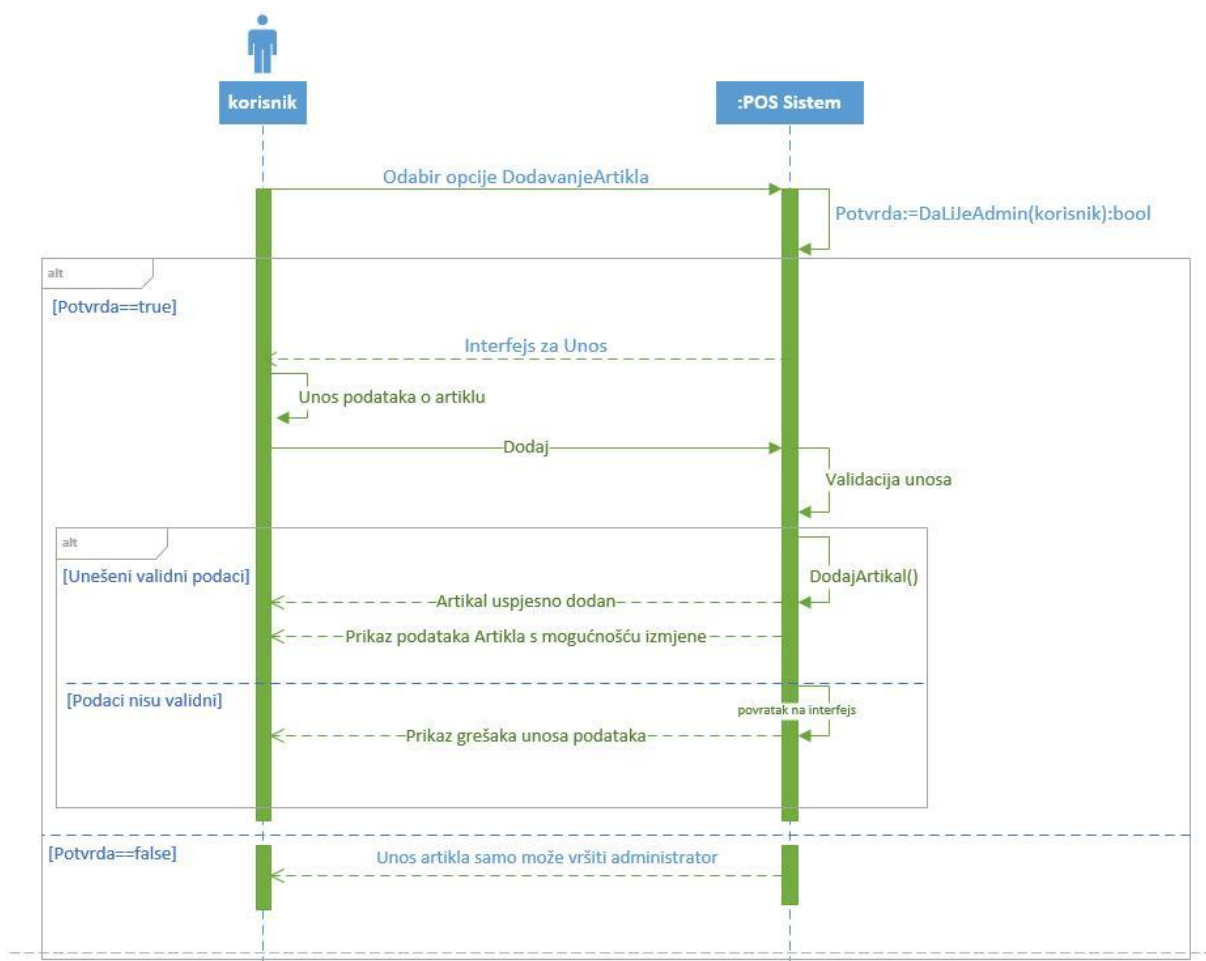 korisnik
:POS Sistem
Odabir opcije DodavanjeArtikla
Potvrda:=DaLiJeAdmin(korisnik):bool
alt
[Potvrda==true]
Interfejs za Unos
Unos podataka o artiklu
Dodaj
Validacija unosa
alt
[Unešeni validni podaci]
DodajArtikal()
Artikal uspjesno dodan
Prikaz podataka Artikla s mogućnošću izmjene
[Podaci nisu validni]
povratak na interfejs
Prikaz grešaka unosa podataka
[Potvrda==false]
Unos artikla samo može vršiti administrator